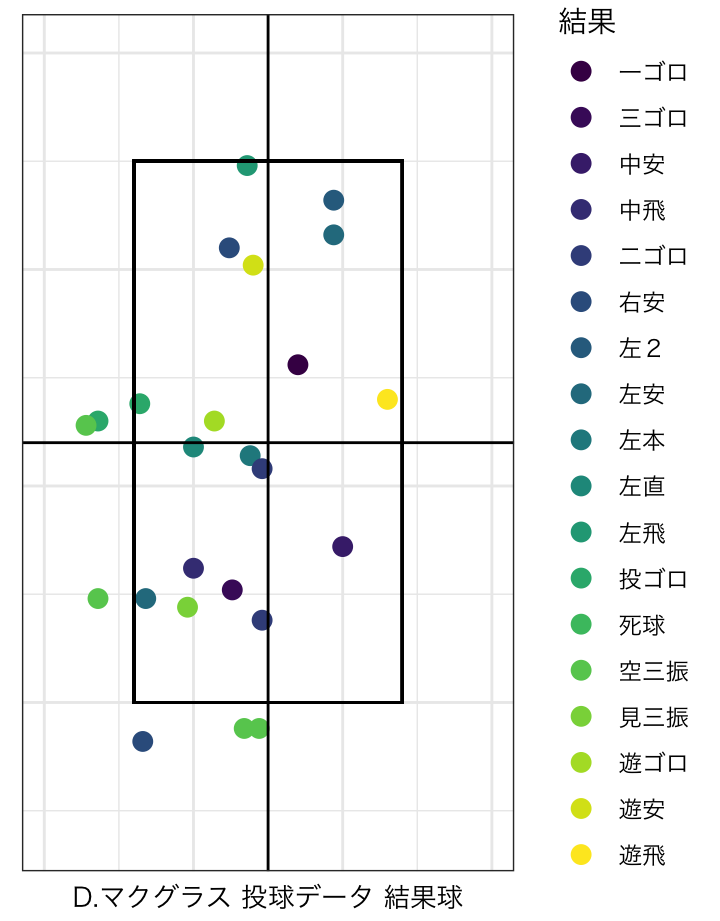 結果
一ゴロ
三ゴロ
中安
中飛
二ゴロ
右安
左２
左安
左本
左直
左飛
投ゴロ
死球
空三振
見三振
遊ゴロ
遊安
遊飛
D.マクグラス 投球データ 結果球